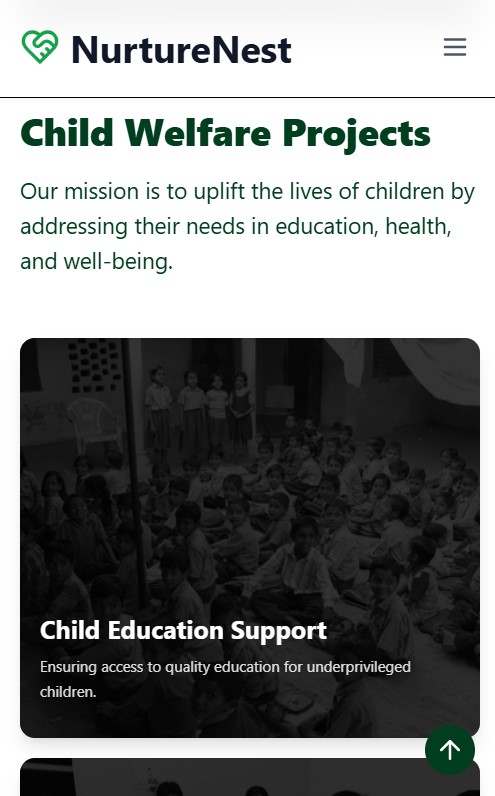 NurtureNest
Child Welfare Projects
Our mission is to uplift the lives of children by
addressing their needs in education, health,
and well-being.
Child Education Support
Ensuring access to quality education for underprivileged
children.